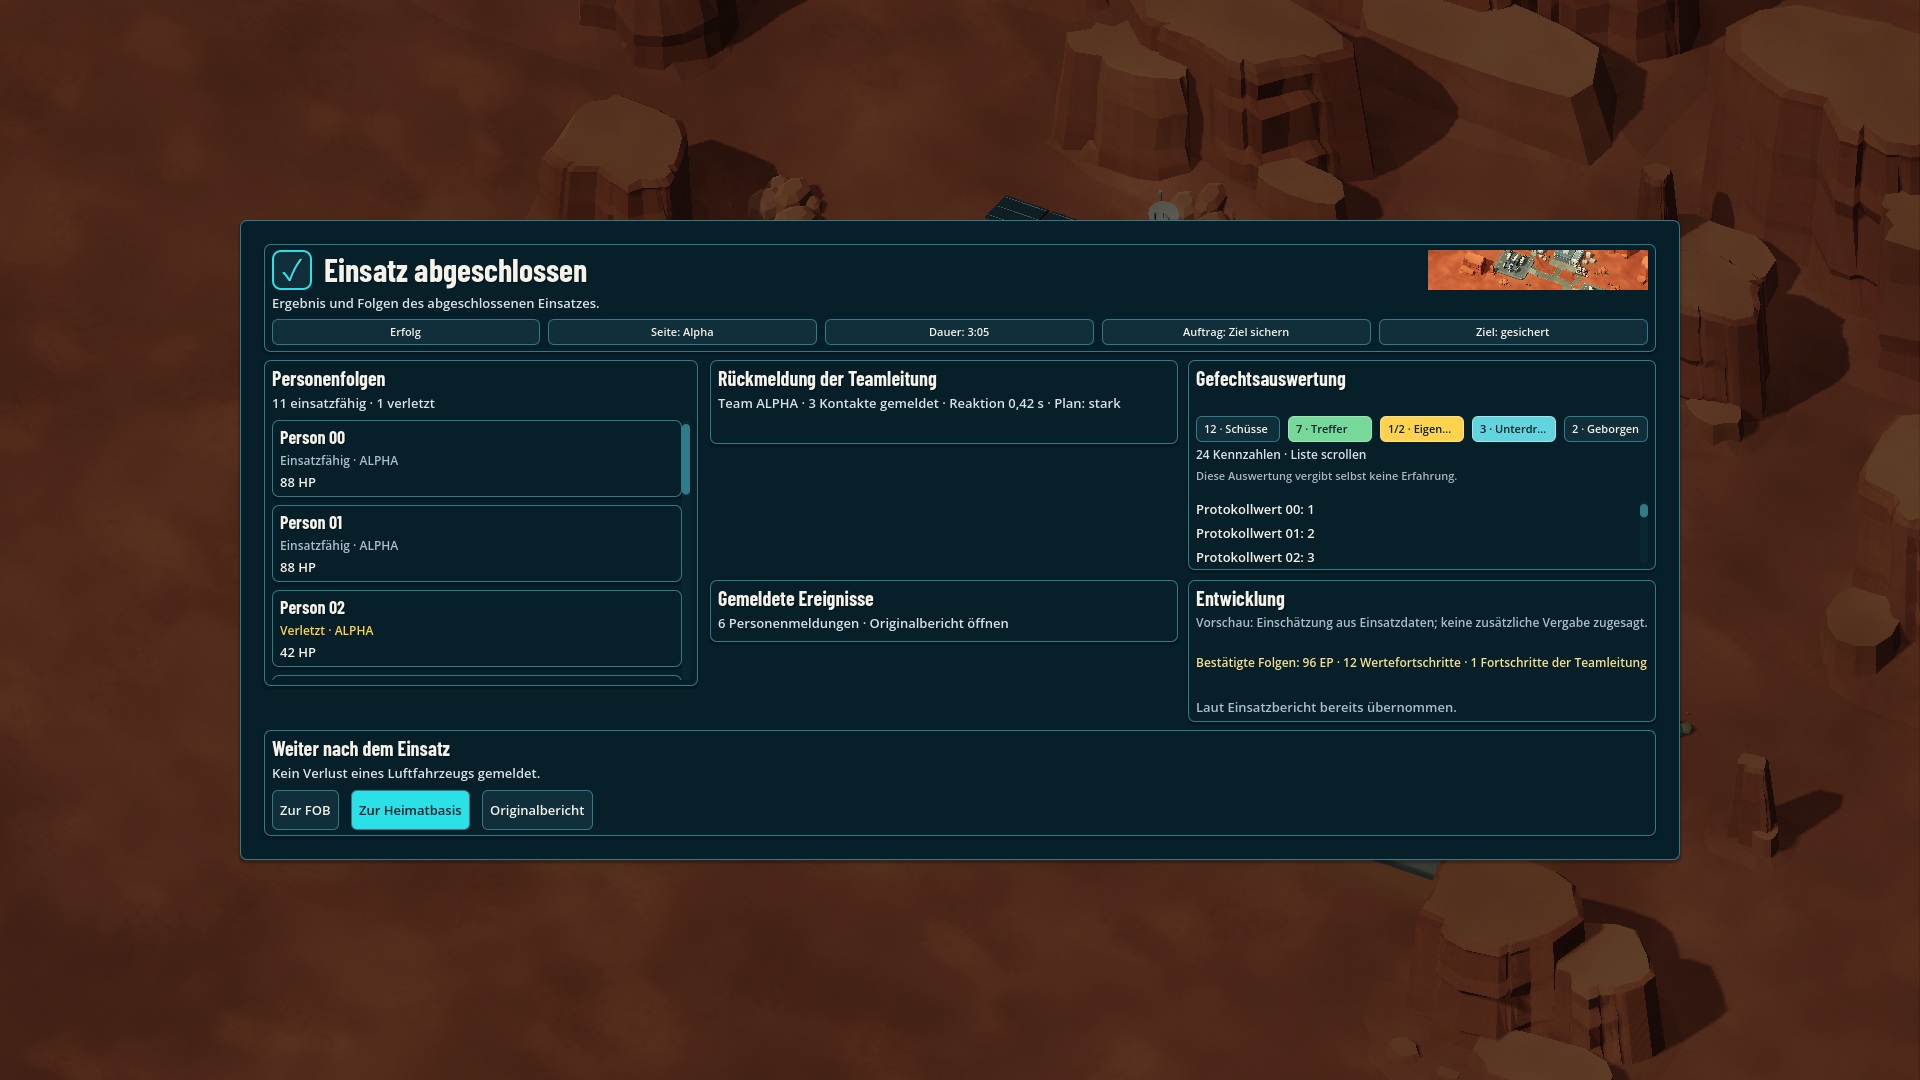 Einsatz abgeschlossen
Ergebnis und Folgen des abgeschlossenen Einsatzes.
Erfolg
Seite: Alpha
Dauer: 3:05
Auftrag: Ziel sichern
Ziel: gesichert
Personenfolgen
11 einsatzfähig · 1 verletzt
Person 00
Einsatzfähig · ALPHA
88 HP
Person 01
Einsatzfähig · ALPHA
88 HP
Person 02
Verletzt · ALPHA
42 HP
Rückmeldung der Teamleitung
Team ALPHA · 3 Kontakte gemeldet · Reaktion 0,42 s · Plan: stark
Gemeldete Ereignisse
6 Personenmeldungen · Originalbericht öffnen
Gefechtsauswertung
12 · Schüsse
7 · Treffer
1/2 · Eigen...
3 · Unterdr...
2 · Geborgen
24 Kennzahlen · Liste scrollen
Diese Auswertung vergibt selbst keine Erfahrung.
Protokollwert 00: 1
Protokollwert 01: 2
Protokollwert 02: 3
Entwicklung
Vorschau: Einschätzung aus Einsatzdaten; keine zusätzliche Vergabe zugesagt.
Bestätigte Folgen: 96 EP · 12 Wertefortschritte · 1 Fortschritte der Teamleitung
Laut Einsatzbericht bereits übernommen.
Weiter nach dem Einsatz
Kein Verlust eines Luftfahrzeugs gemeldet.
Zur FOB
Zur Heimatbasis
Originalbericht